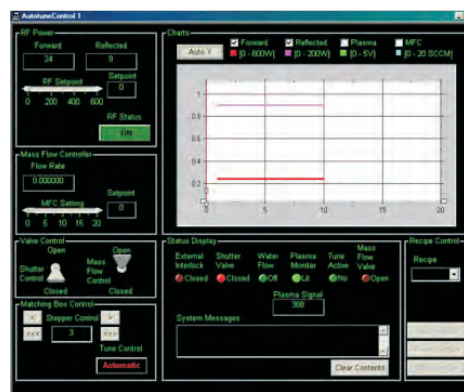 AutotuneControl 1
RF Power
Forward
Reflected
24
9
RF Setpoint
Setpoint
0
0 200 400 600
RF Status
ON
Mass Flow Controller
Flow Rate
0.000000
Setpoint
MFC Setting
0
0 5 10 15 20
Valve Control
Open
Open
Shutter Control
Mass Flow Control
Closed
Closed
Matching Box Control
< Stepper Control >
<<< 3 >>>
Tune Control
Automatic
Charts
Auto Y
Forward
Reflected
Plasma
MFC
[0 - 600W]
[0 - 200W]
[0 - 5V]
[0 - 20 SCCM]
1
0.8
0.6
0.4
0.2
0 5 10 15 20
Status Display
External Interlock
Shutter Valve
Water Flow
Plasma Monitor
Tune Active
Mass Flow Valve
Closed
Closed
Off
Lit
No
Open
Plasma Signal
388
System Messages
Clear Contents
Recipe Control
Recipe